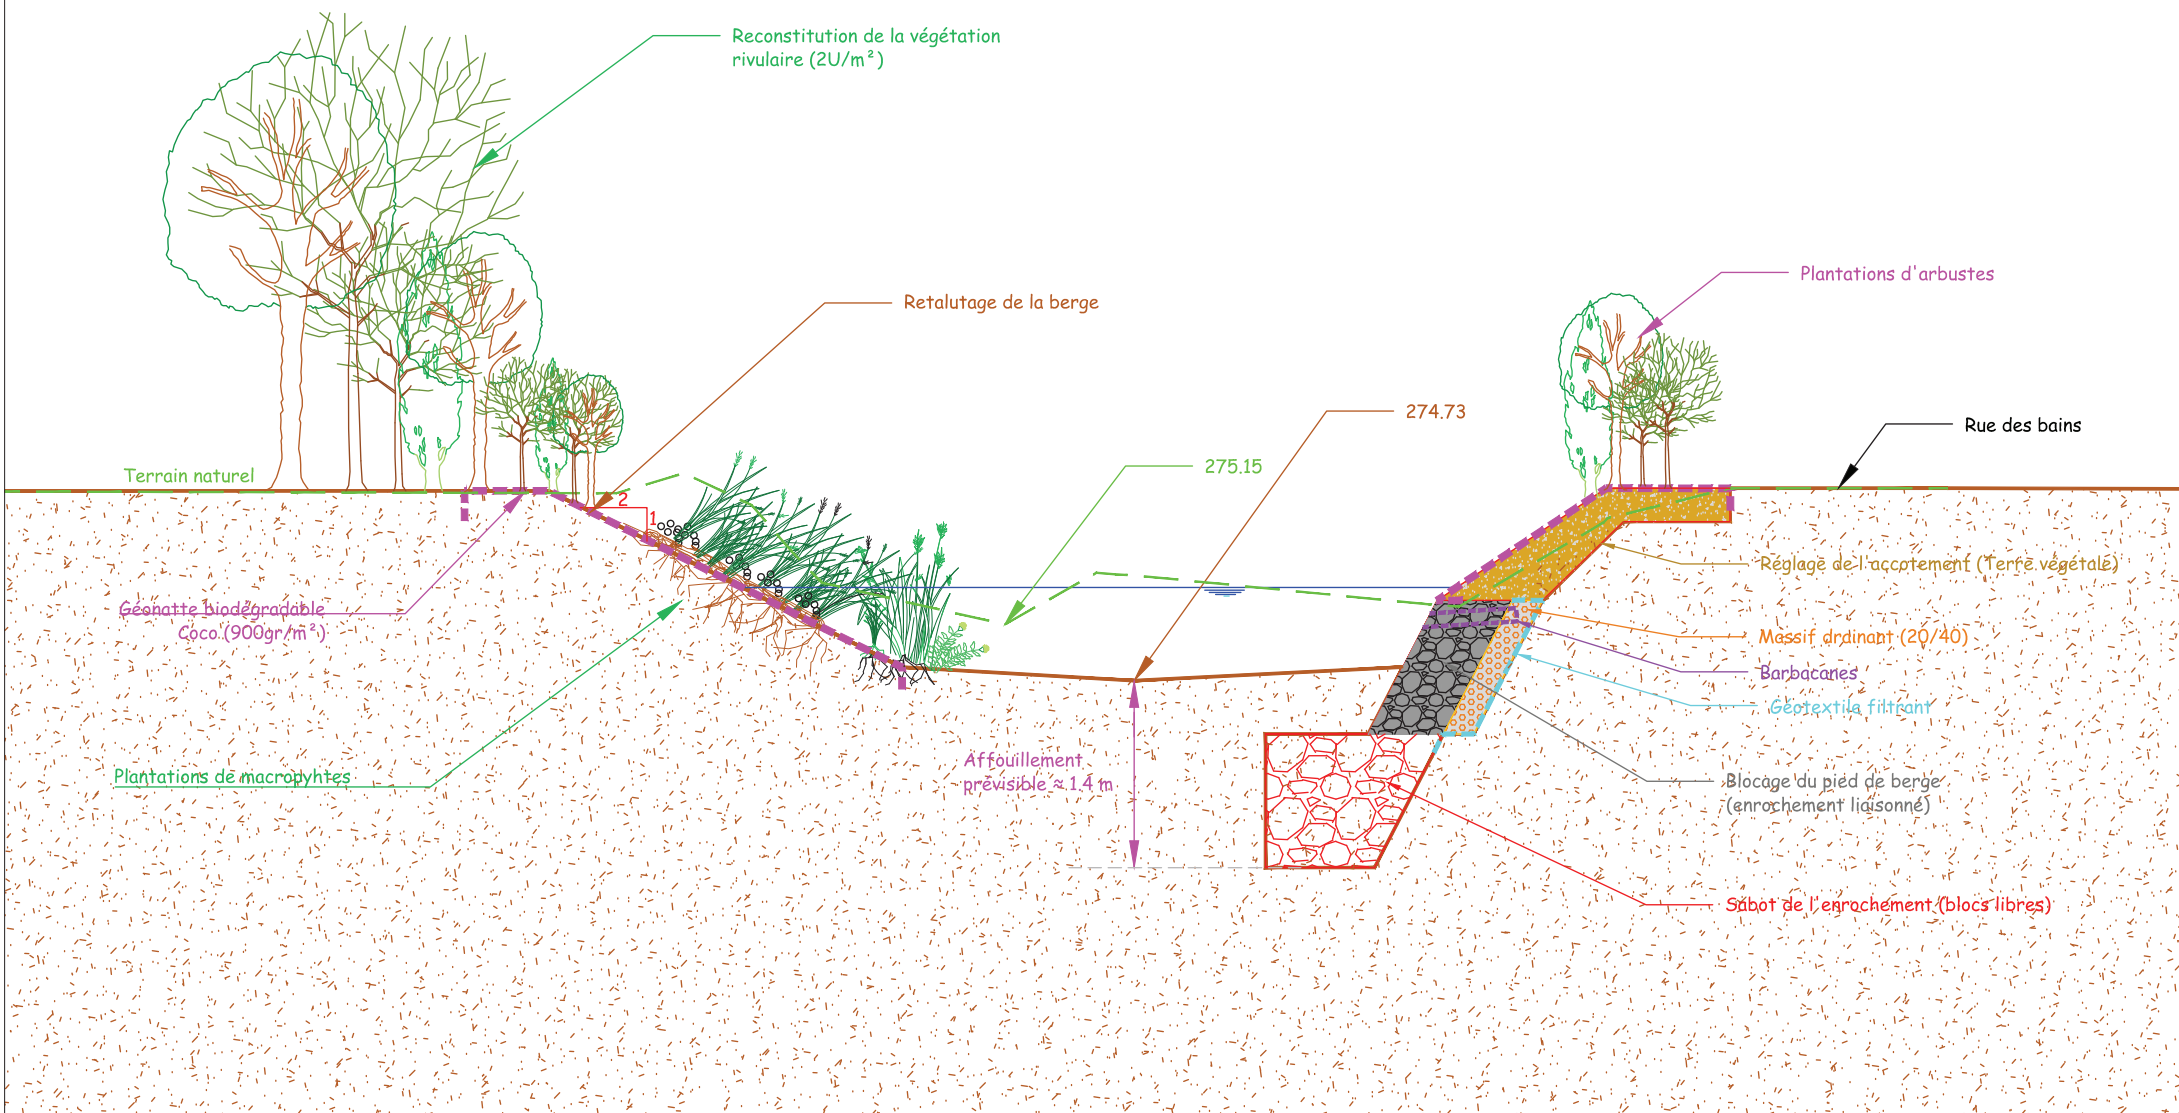 Reconstitution de la végétation
rivulaire (2U/m²)
Plantations d'arbustes
Retalutage de la berge
274.73
Rue des bains
275.15
Terrain naturel
2
1
Réglage de l'accotement (Terre végétale)
Géonatte biodégradable
Coco (900gr/m²)
Massif drainant (20/40)
Barbacanes
Géotextile filtrant
Affouillement
prévisible ≈ 1.4 m
Plantations de macropyhtes
Blocage du pied de berge
(enrochement liaisonné)
Sabot de l'enrochement (blocs libres)